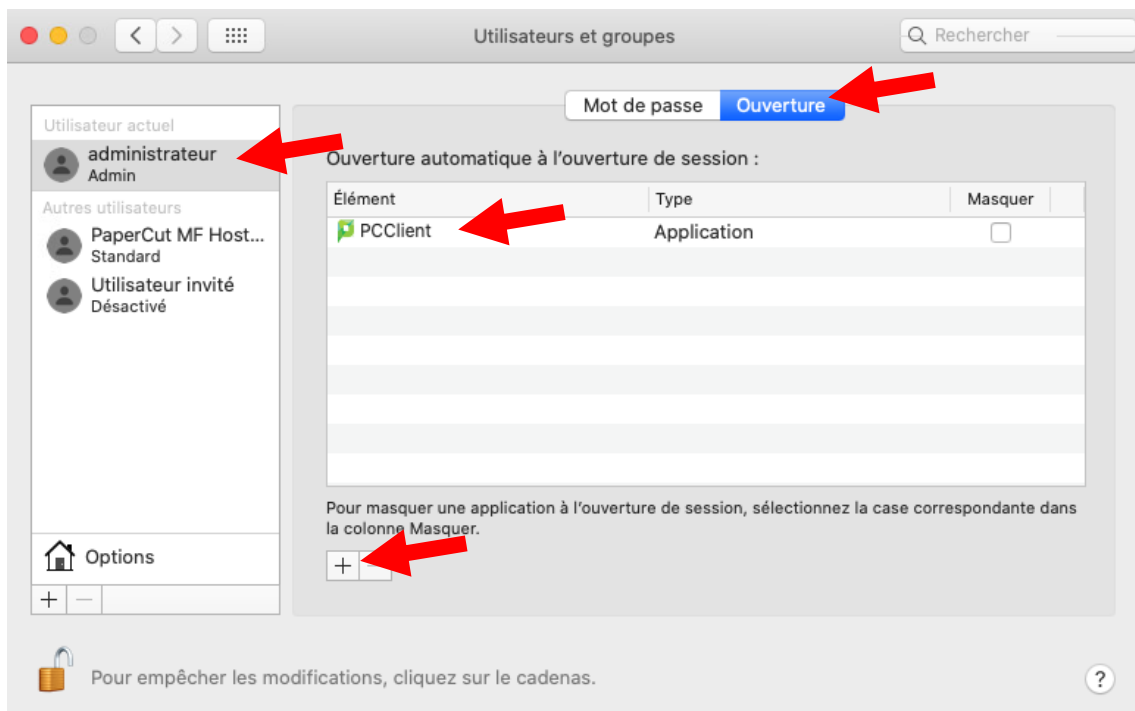 Utilisateurs et groupes
Rechercher
Mot de passe
Ouverture
Utilisateur actuel
administrateur
Admin
Autres utilisateurs
PaperCut MF Host...
Standard
Utilisateur invité
Désactivé
Options
Ouverture automatique à l’ouverture de session :
Élément Type Masquer
PCClient Application
Pour masquer une application à l’ouverture de session, sélectionnez la case correspondante dans
la colonne Masquer.
Pour empêcher les modifications, cliquez sur le cadenas.
?